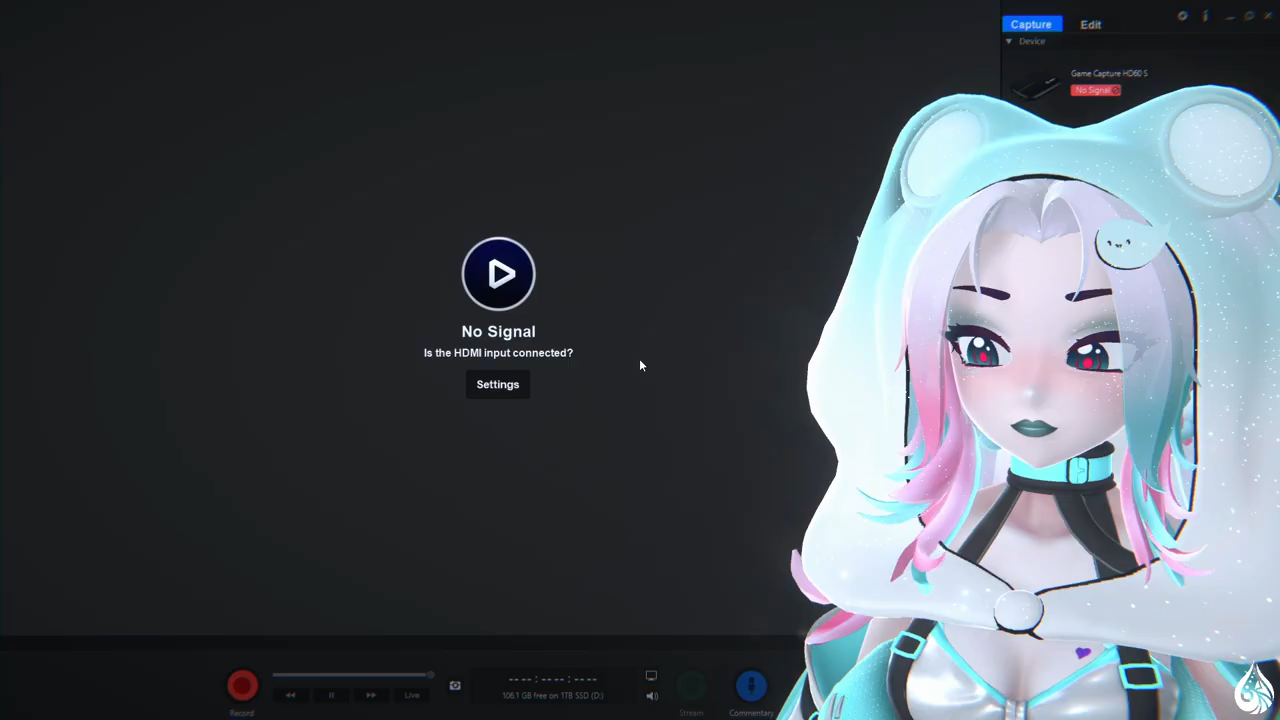 Capture Edit
Device
Game Capture HD60 S
No Signal
No Signal
Is the HDMI input connected?
Settings
Live
--:--:--
106.1 GB free on 1TB SSD (D:)
Record
Stream
Commentary